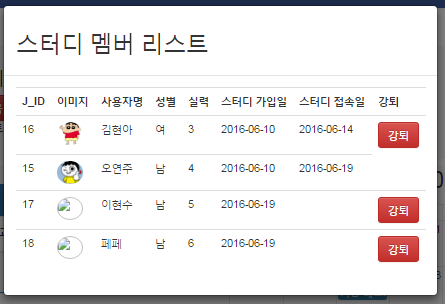 스터디 멤버 리스트
J_ID 이미지 사용자명 성별 실력 스터디 가입일 스터디 접속일 강퇴
16 김현아 여 3 2016-06-10 2016-06-14 강퇴
15 오연주 남 4 2016-06-10 2016-06-19
17 이현수 남 5 2016-06-19 강퇴
18 페페 남 6 2016-06-19 강퇴